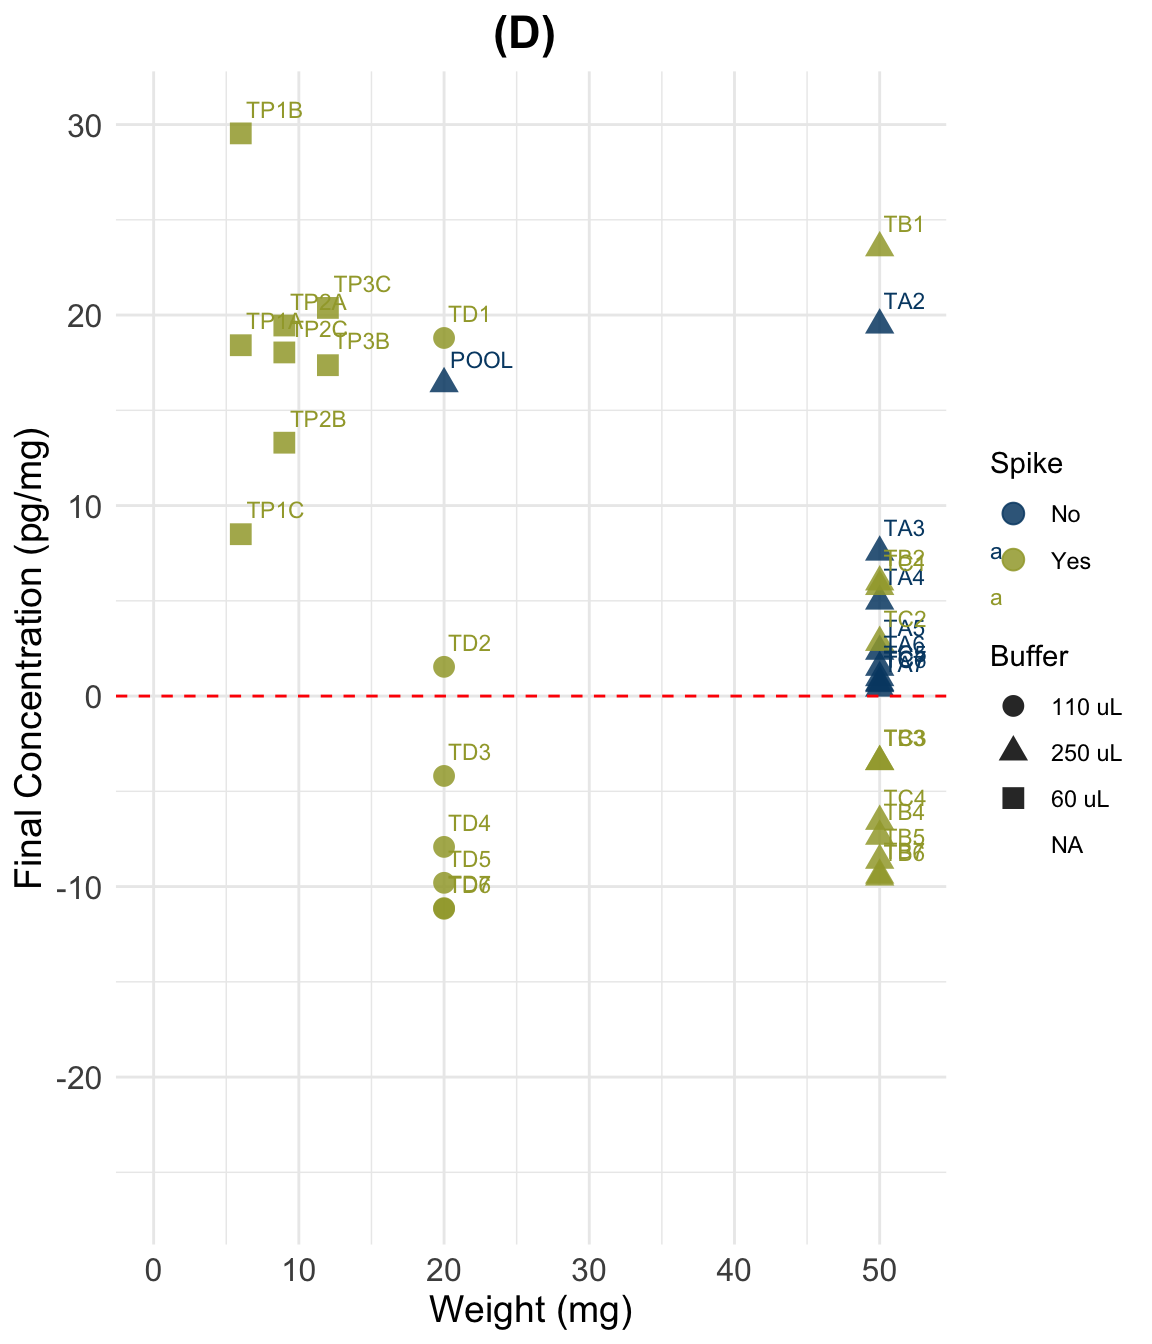 (D)
Final Concentration (pg/mg)
30
20
10
0
-10
-20
0
10
20
30
40
50
Weight (mg)
TP1B
TP3C
TP2A
TP1A
TP2C
TP3B
TP2B
TP1C
TD1
POOL
TD2
TD3
TD4
TD5
TD6
TB1
TA2
TA3
TA4
TC2
TA5
TA6
TA7
TC4
TB4
TB5
TB6
Spike
No
a
Yes
a
Buffer
110 uL
250 uL
60 uL
NA